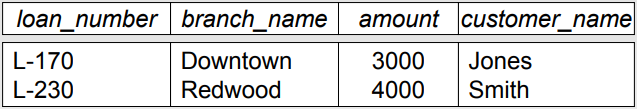 loan_number branch_name amount customer_name
L-170 Downtown 3000 Jones
L-230 Redwood 4000 Smith